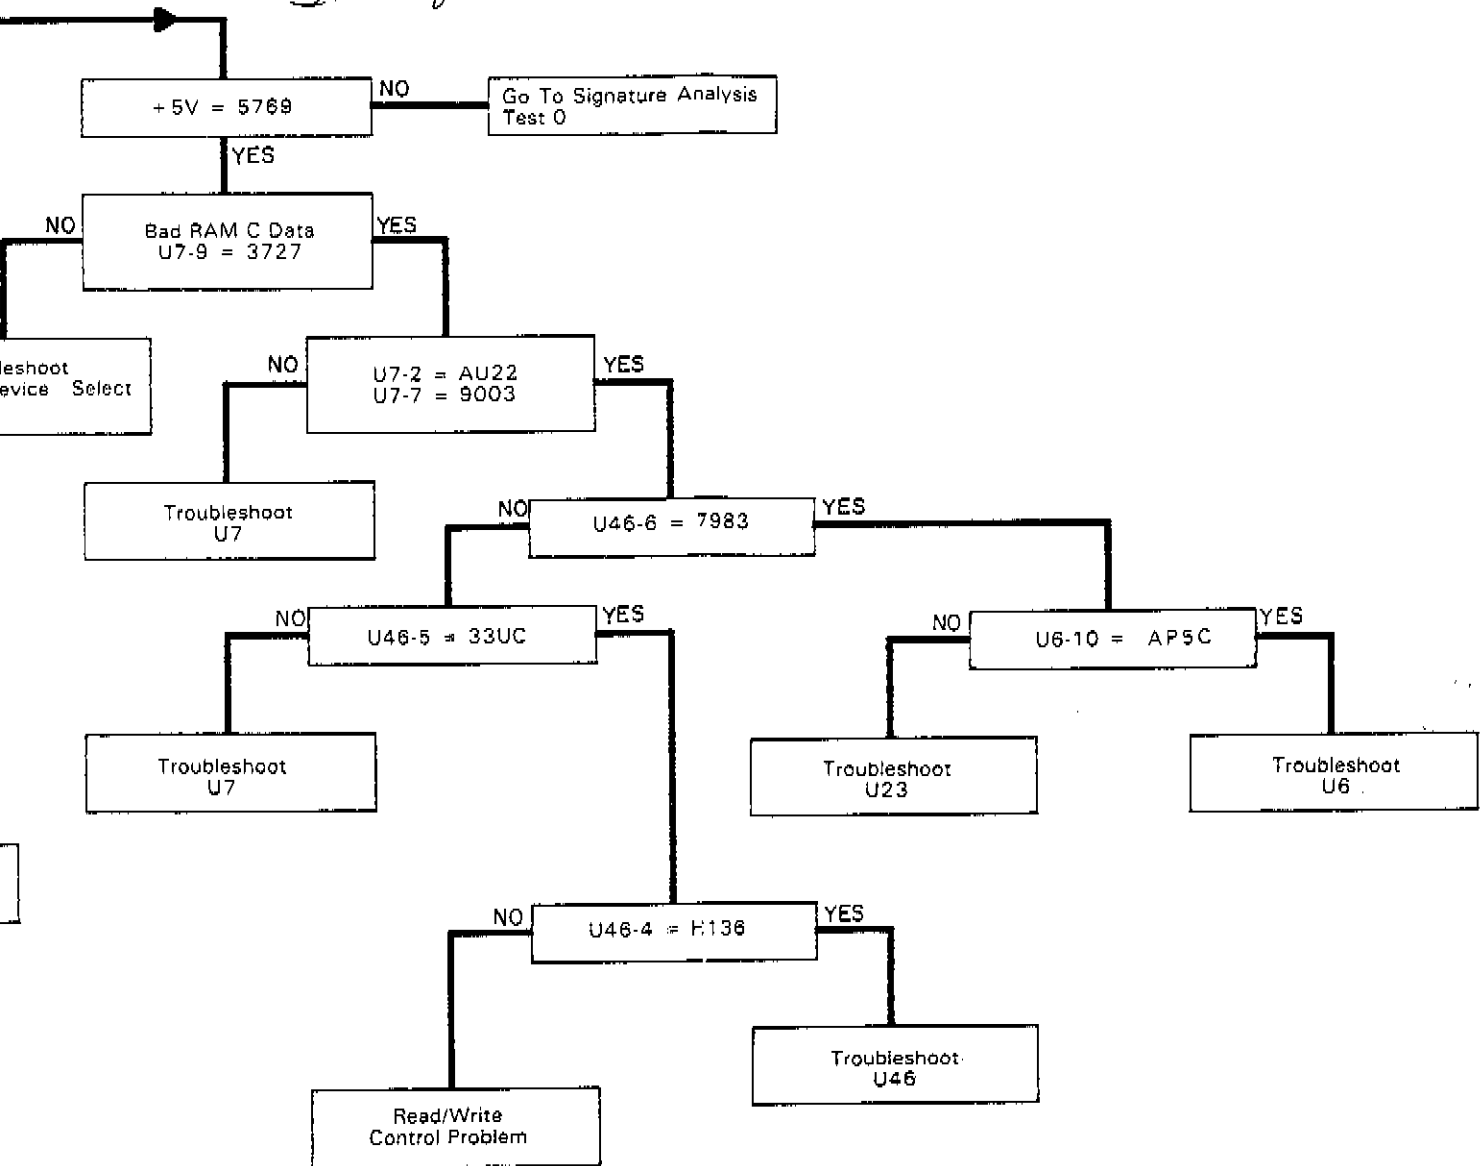 +5V = 5769
NO
Go To Signature Analysis
Test 0
YES
NO
Bad RAM C Data
U7-9 = 3727
YES
leshoot
evice Select
NO
U7-2 = AU22
U7-7 = 9003
YES
Troubleshoot
U7
NO
U46-6 = 7983
YES
NO
U46-5 = 33UC
YES
NO
U6-10 = AP5C
YES
Troubleshoot
U7
Troubleshoot
U23
Troubleshoot
U6
NO
U46-4 = H136
YES
Troubleshoot
U46
Read/Write
Control Problem